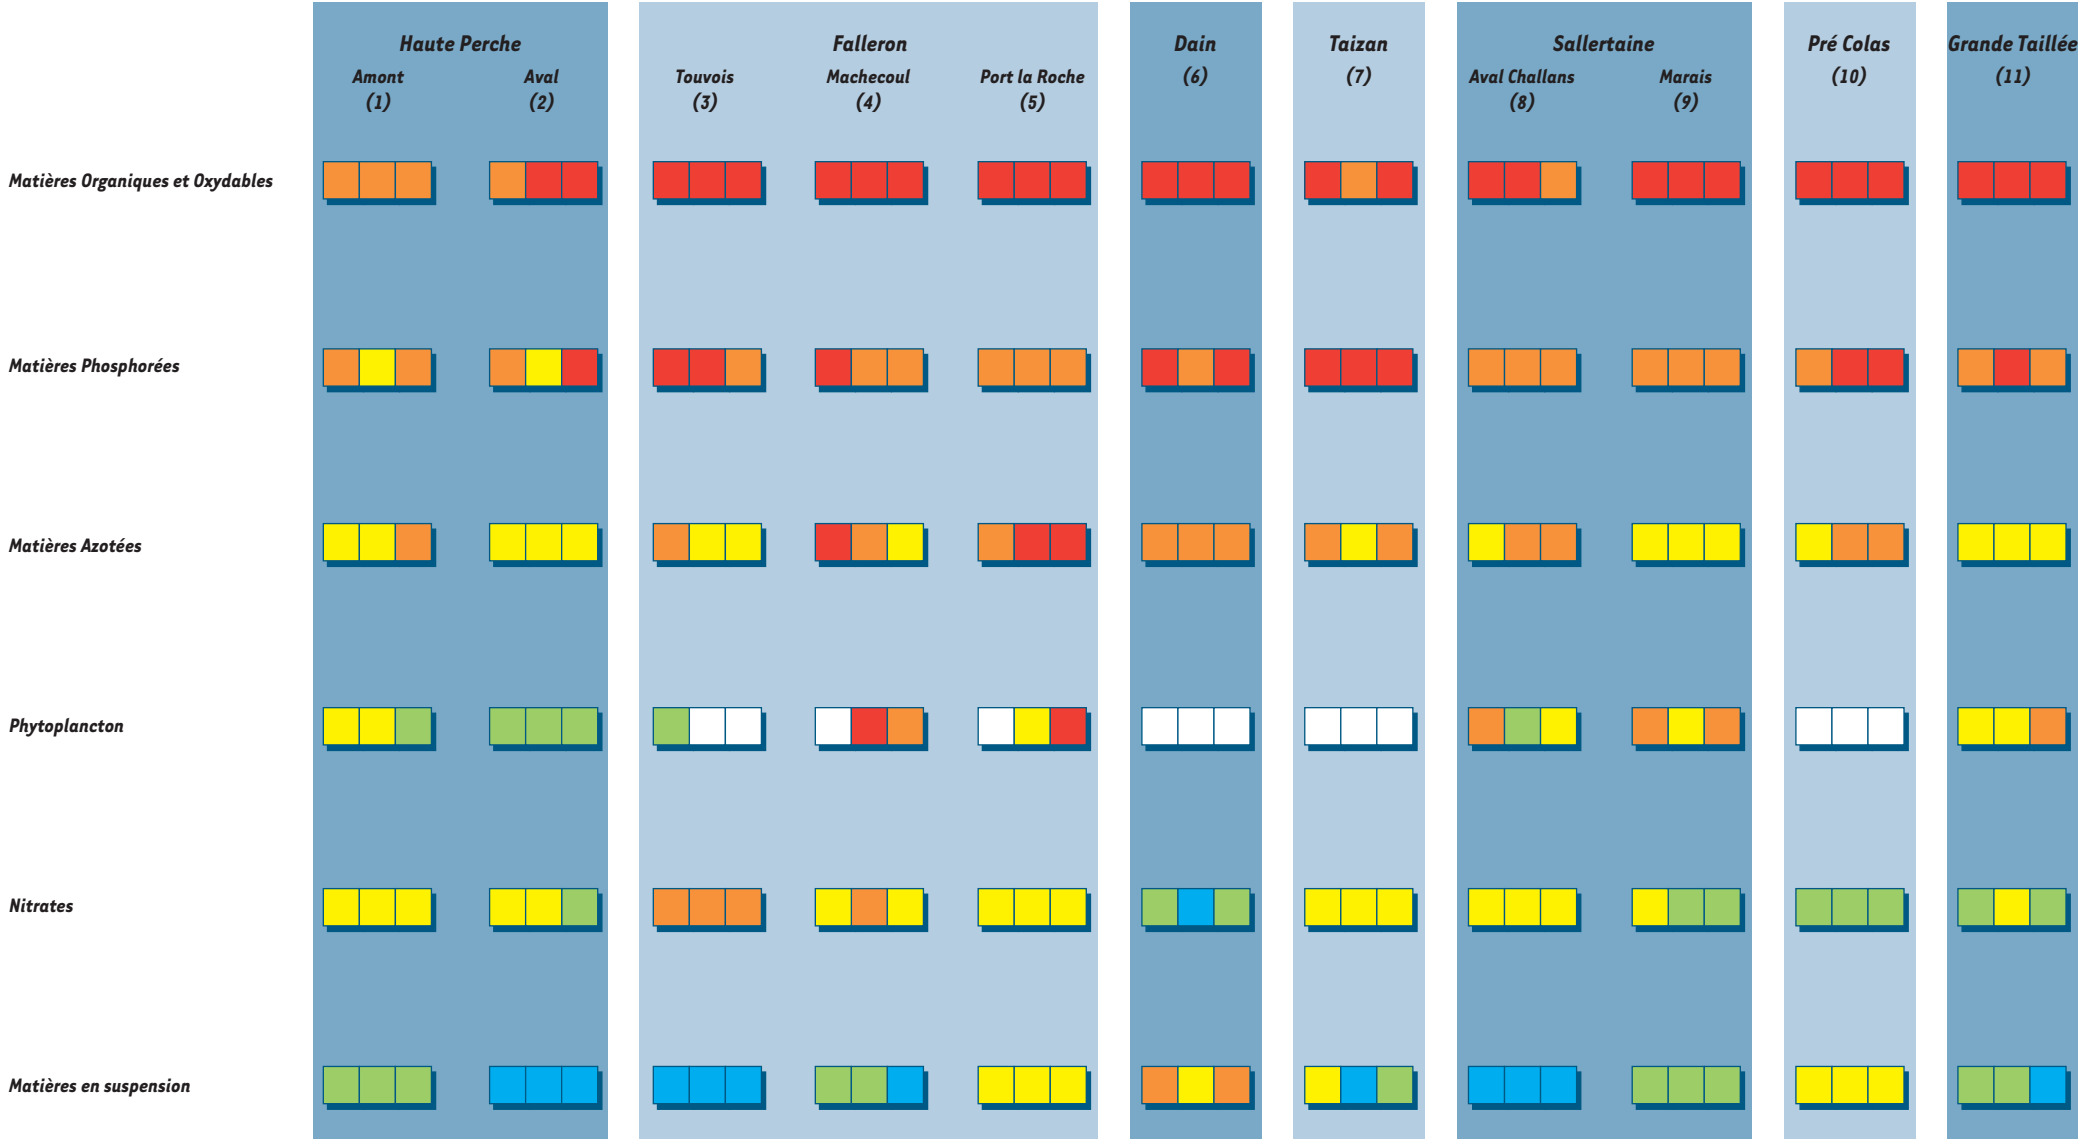 Haute Perche
Falleron
Dain
Taizan
Sallertaine
Pré Colas
Grande Taillée
Amont
Aval
Touvois
Machecoul
Port la Roche
(6)
(7)
Aval Challans
Marais
(10)
(11)
(1)
(2)
(3)
(4)
(5)
(8)
(9)
Matières Organiques et Oxydables
Matières Phosphorées
Matières Azotées
Phytoplancton
Nitrates
Matières en suspension